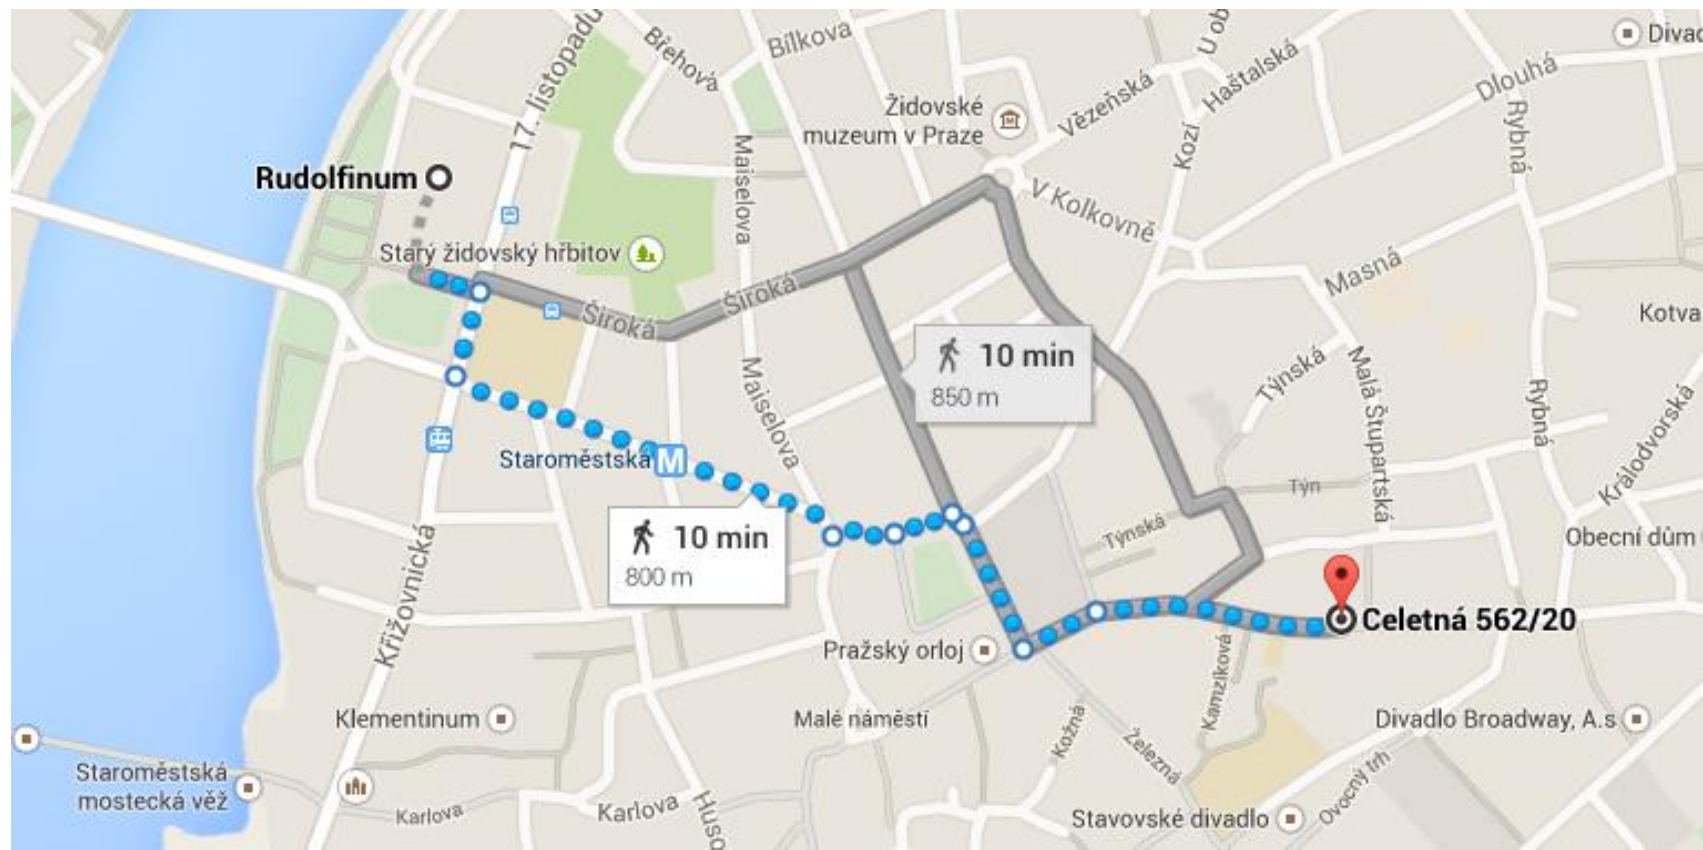 17. listopadu
Břehová
Bílkova
U ob
Haštalská
Divad
Dlouhá
Židovské
muzeum v Praze
Vězeňská
Kozí
Rybná
Maiselova
Rudolfinum
V Kolkovně
Starý židovský hřbitov
Široká
Široká
Masná
Kotva
10 min
850 m
Týnská
Malá Štupartská
Maiselova
Rybná
Králodvorská
Staroměstská M
Týn
10 min
800 m
Týnská
Obecní dům
Křižovnická
Celetná 562/20
Pražský orloj
Kamzíková
Klementinum
Malé náměstí
Kožná
Železná
Divadlo Broadway, A.s
Staroměstská
mostecká věž
Karlova
Karlova
Huso
Stavovské divadlo
Ovocný trh